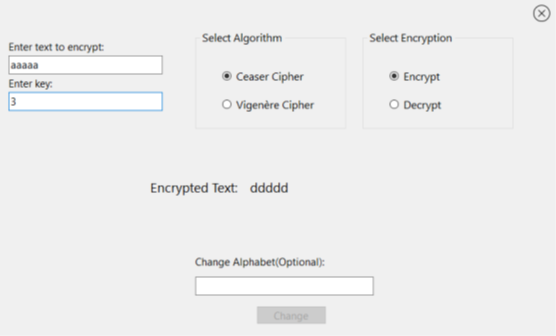 Enter text to encrypt:
aaaaa
Enter key:
3
Select Algorithm
Ceaser Cipher
Vigenère Cipher
Select Encryption
Encrypt
Decrypt
Encrypted Text: ddddd
Change Alphabet(Optional):
Change